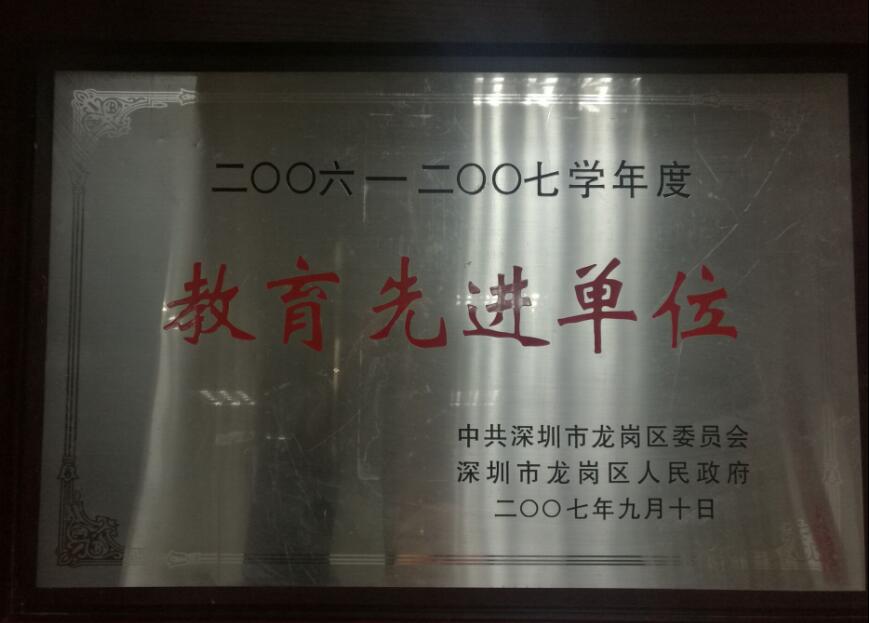 二〇〇六一二〇〇七学年度
教育先进单位
中共深圳市龙岗区委员会
深圳市龙岗区人民政府
二〇〇七年九月十日